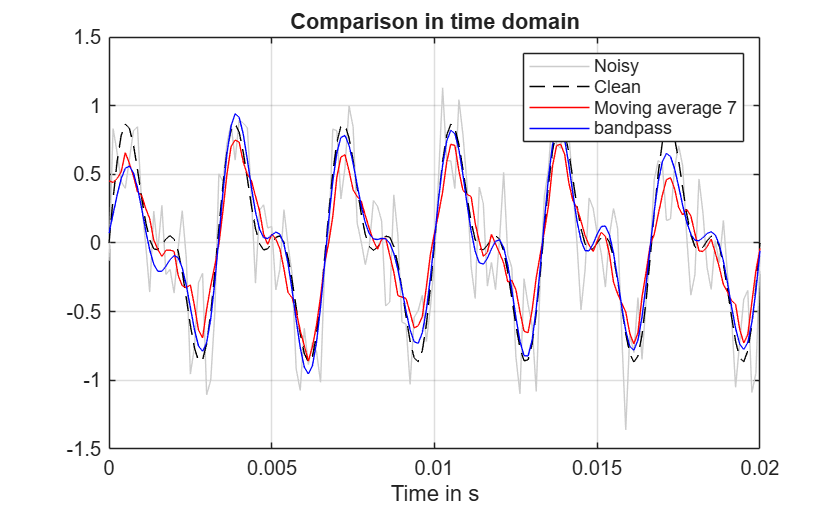 Comparison in time domain
1.5
1
0.5
0
-0.5
-1
-1.5
Noisy
Clean
Moving average 7
bandpass
0 0.005 0.01 0.015 0.02
Time in s